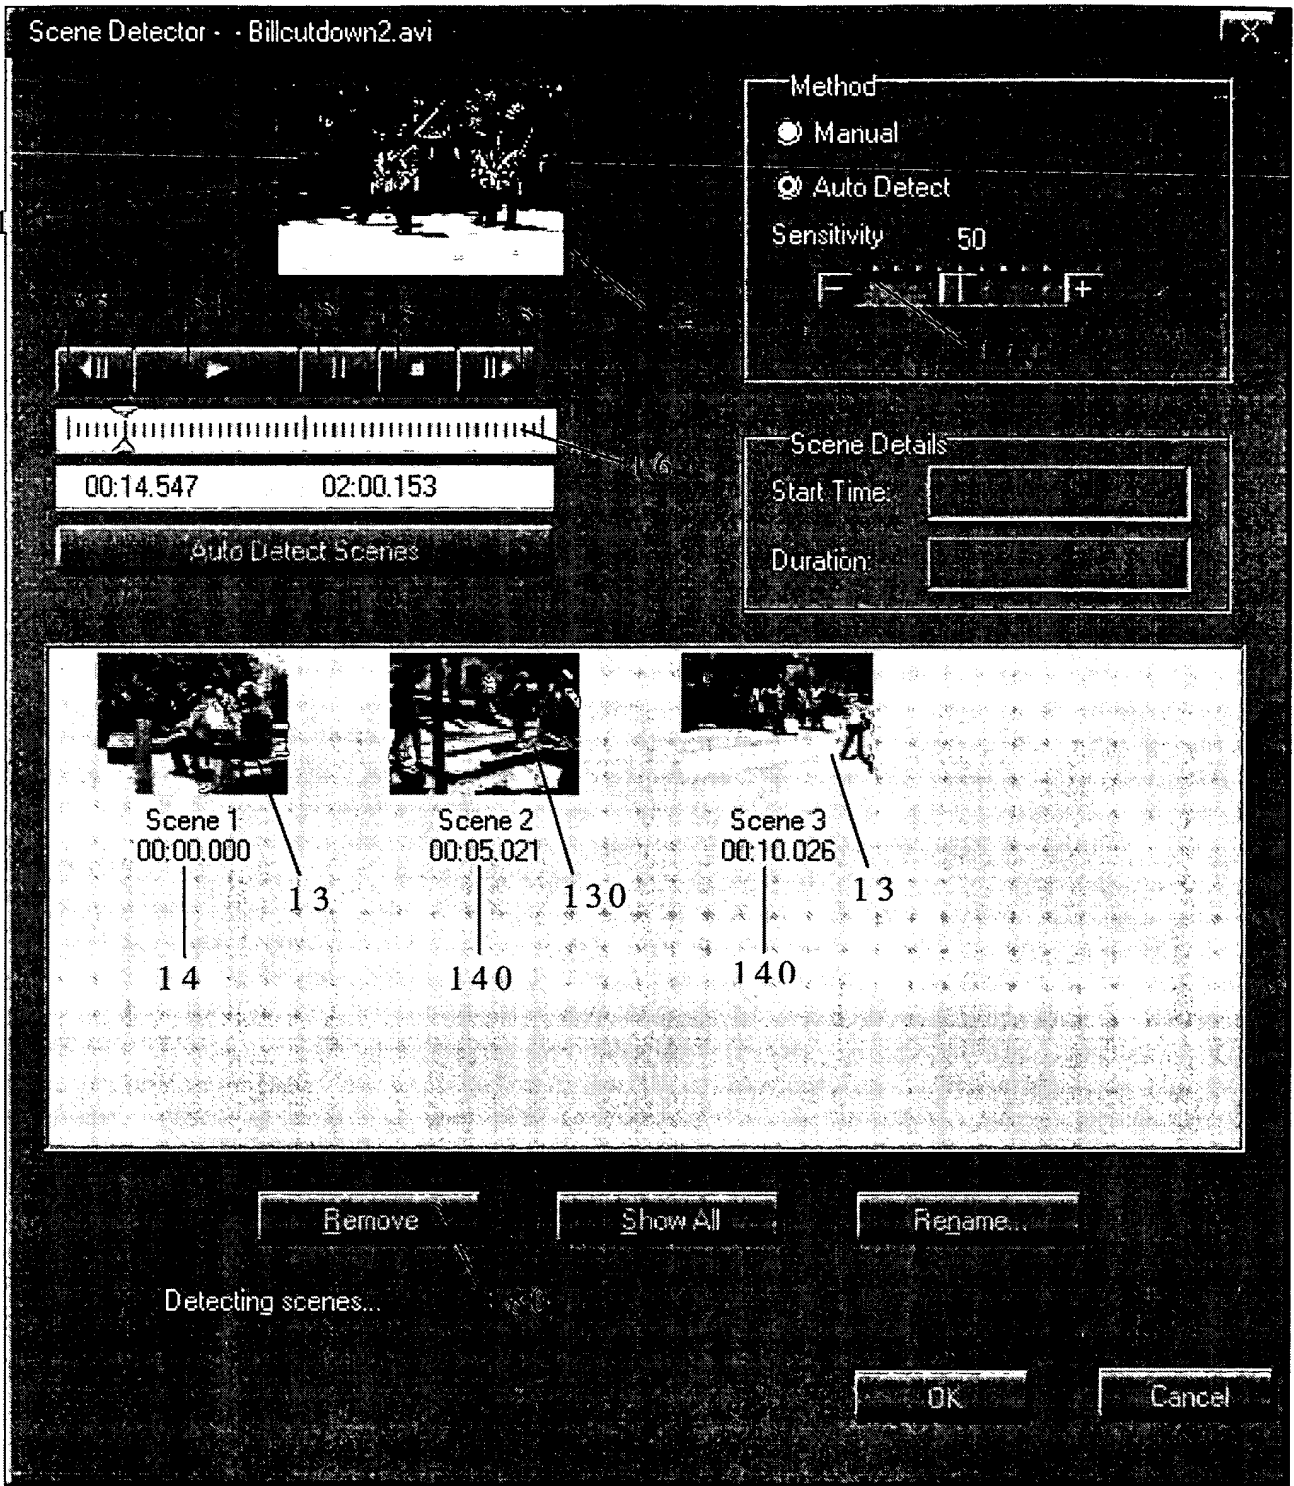 Scene Detector - - Billcutdown2.avi
Method
Manual
Auto Detect
Sensitivity 50
00:14.547 02:00.153
Auto Detect Scenes
Scene Details
Start Time:
Duration:
Scene 1 Scene 2 Scene 3
00:00.000 00:05.021 00:10.026
13 130 13
14 140 140
Remove Show All Rename...
Detecting scenes...
OK Cancel